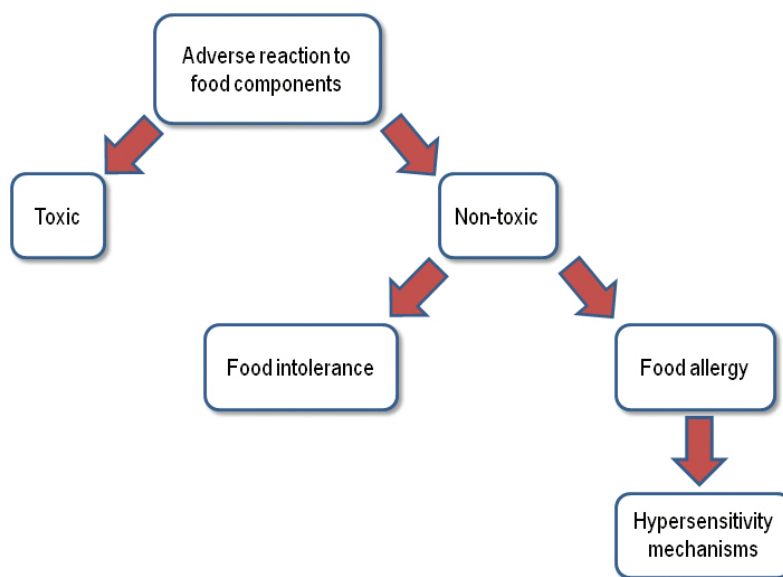 Adverse reaction to
food components
Toxic
Non-toxic
Food intolerance
Food allergy
Hypersensitivity
mechanisms